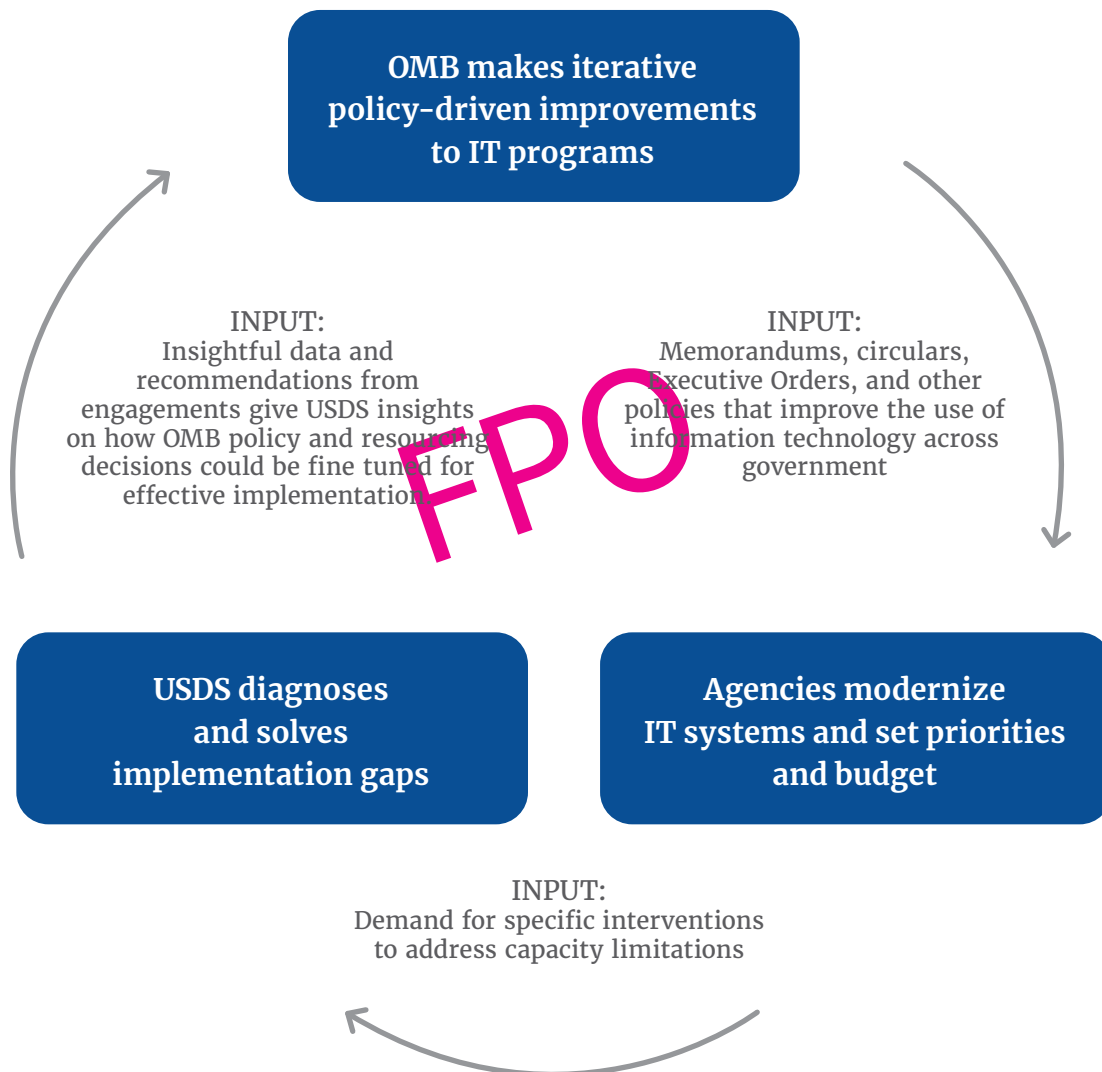 OMB makes iterative
policy-driven improvements
to IT programs
INPUT:
Insightful data and
recommendations from
engagements give USDS insights
on how OMB policy and resourcing
decisions could be fine tuned for
effective implementation.
INPUT:
Memorandums, circulars,
Executive Orders, and other
policies that improve the use of
information technology across
government
FPO
USDS diagnoses
and solves
implementation gaps
Agencies modernize
IT systems and set priorities
and budget
INPUT:
Demand for specific interventions
to address capacity limitations